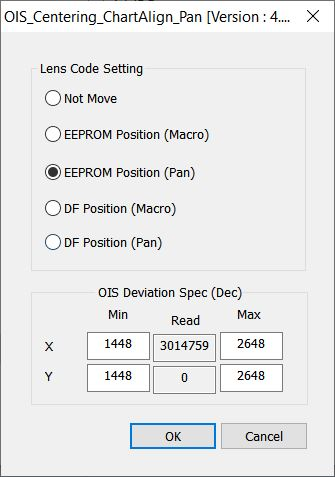 OIS_Centering_ChartAlign_Pan [Version : 4....
Lens Code Setting
Not Move
EEPROM Position (Macro)
EEPROM Position (Pan)
DF Position (Macro)
DF Position (Pan)
OIS Deviation Spec (Dec)
Min Read Max
X 1448 3014759 2648
Y 1448 0 2648
OK Cancel